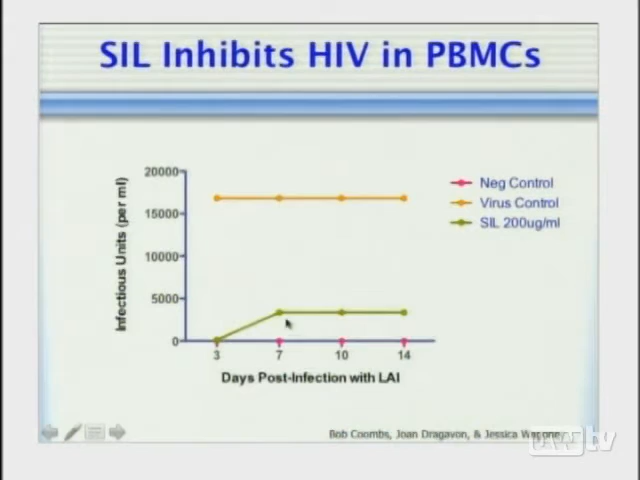 SIL Inhibits HIV in PBMCs
Infectious Units (per ml)
20000
15000
10000
5000
0
3 7 10 14
Days Post-Infection with LAI
Neg Control
Virus Control
SIL 200ug/ml
Bob Coombs, Joan Dragavon, & Jessica
tv